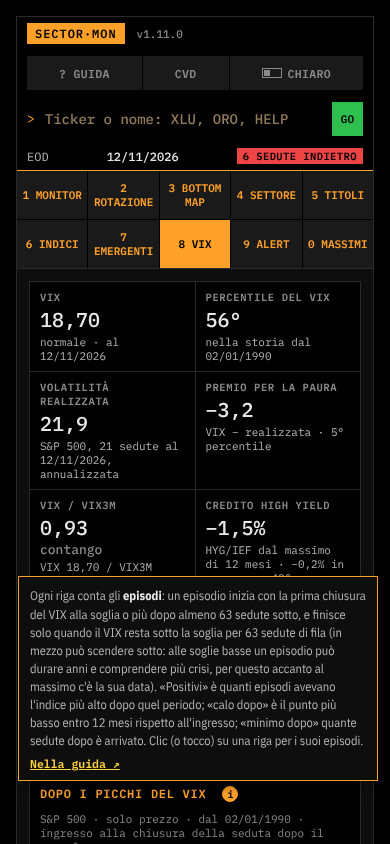 SECTOR·MON v1.11.0
? GUIDA CVD CHIARO
> Ticker o nome: XLU, ORO, HELP GO
EOD 12/11/2026 6 SEDUTE INDIETRO
1 MONITOR 2 ROTAZIONE 3 BOTTOM MAP 4 SETTORE 5 TITOLI
6 INDICI 7 EMERGENTI 8 VIX 9 ALERT 0 MASSIMI
VIX
18,70
normale · al
12/11/2026
PERCENTILE DEL VIX
56°
nella storia dal
02/01/1990
VOLATILITÀ
REALIZZATA
21,9
S&P 500, 21 sedute al
12/11/2026,
annualizzata
PREMIO PER LA PAURA
−3,2
VIX − realizzata · 5°
percentile
VIX / VIX3M
0,93
contango
VIX 18,70 / VIX3M
CREDITO HIGH YIELD
−1,5%
HYG/IEF dal massimo
di 12 mesi · −0,2% in
Ogni riga conta gli episodi: un episodio inizia con la prima chiusura
del VIX alla soglia o più dopo almeno 63 sedute sotto, e finisce
solo quando il VIX resta sotto la soglia per 63 sedute di fila (in
mezzo può scendere sotto: alle soglie basse un episodio può
durare anni e comprendere più crisi, per questo accanto al
massimo c'è la sua data). «Positivi» è quanti episodi avevano
l'indice più alto dopo quel periodo; «calo dopo» è il punto più
basso entro 12 mesi rispetto all'ingresso; «minimo dopo» quante
sedute dopo è arrivato. Clic (o tocco) su una riga per i suoi episodi.
Nella guida ↗
DOPO I PICCHI DEL VIX i
S&P 500 · soglie · dal 02/01/1990 ·
ingresso alla chiusura della seduta dopo il